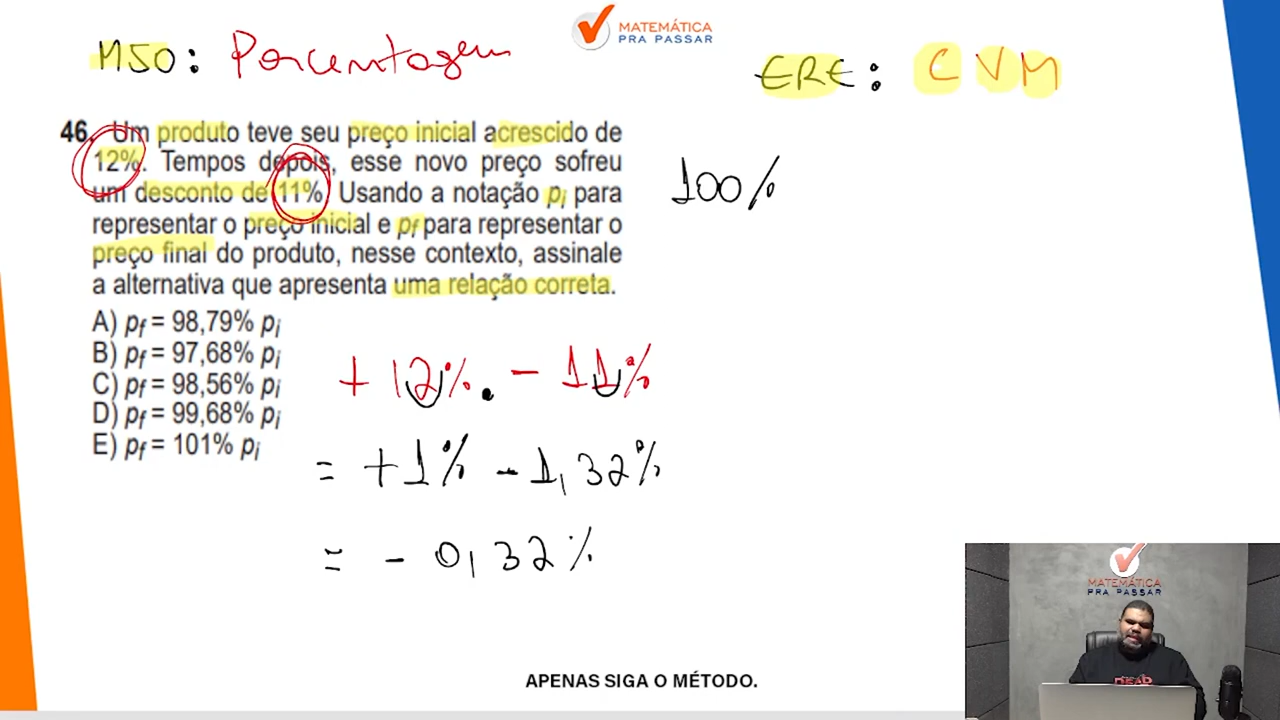 M50: Porcentagem
MATEMÁTICA
PRA PASSAR
ERE: CVM
46. Um produto teve seu preço inicial acrescido de
12%. Tempos depois, esse novo preço sofreu
um desconto de 11%. Usando a notação pi para
representar o preço inicial e pf para representar o
preço final do produto, nesse contexto, assinale
a alternativa que apresenta uma relação correta.
A) pf = 98,79% pi
B) pf = 97,68% pi
C) pf = 98,56% pi
D) pf = 99,68% pi
E) pf = 101% pi
100%
+ 12% . - 11%
= +1% - 1,32%
= - 0,32%
MATEMÁTICA
PRA PASSAR
APENAS SIGA O MÉTODO.